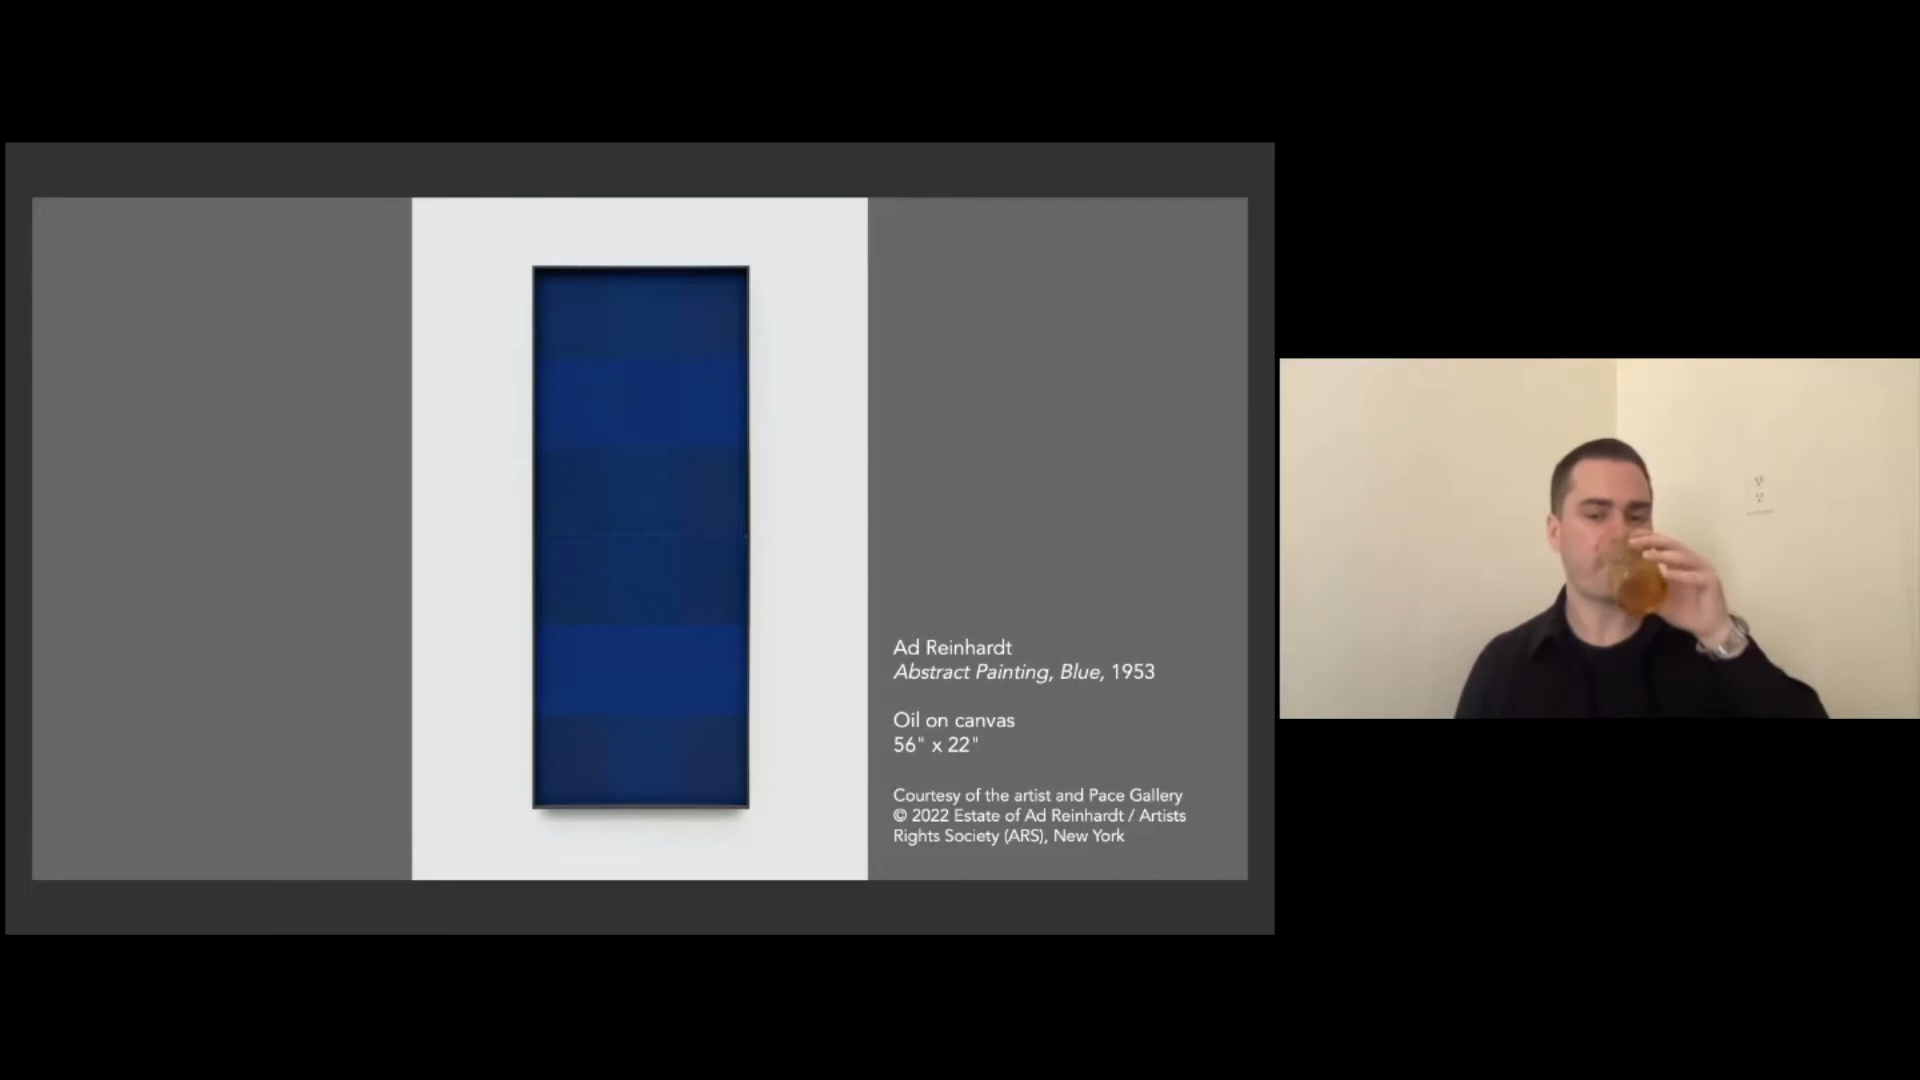 Ad Reinhardt
Abstract Painting, Blue, 1953
Oil on canvas
56" x 22"
Courtesy of the artist and Pace Gallery
© 2022 Estate of Ad Reinhardt / Artists
Rights Society (ARS), New York